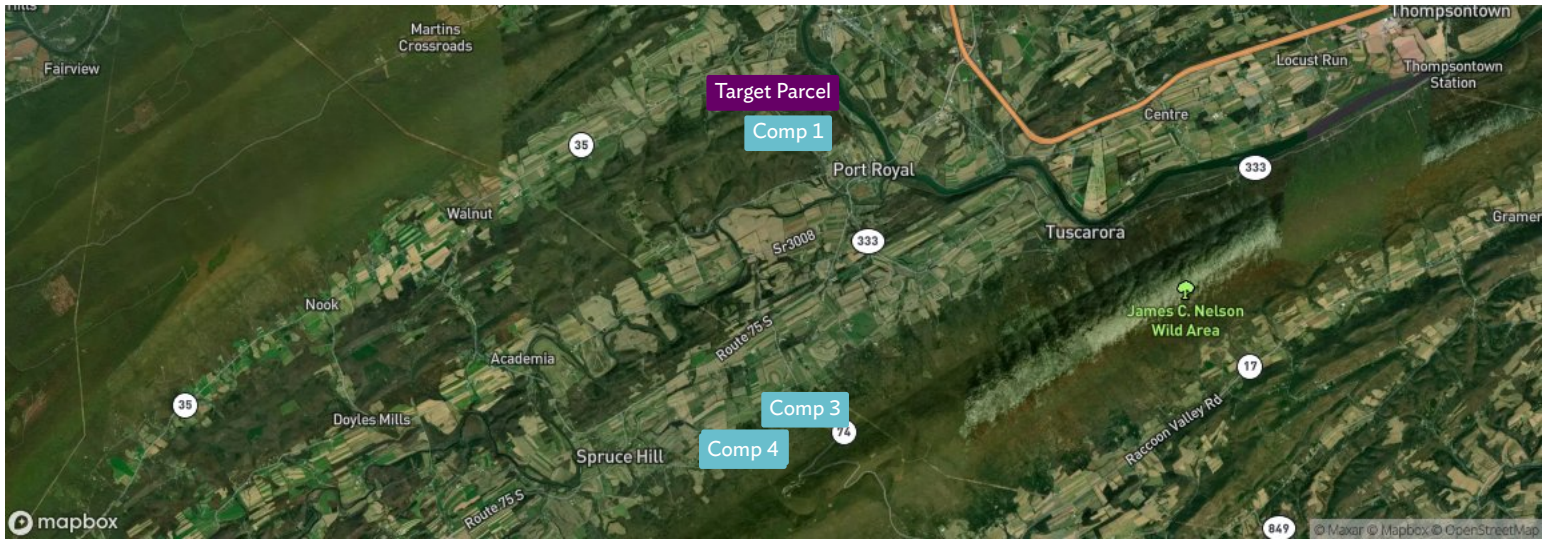 Thompsontown
Martins
Crossroads
Fairview
Locust Run
Thompsontown
Station
Target Parcel
Centre
Comp 1
35
Port Royal
333
Walnut
Tuscarora
Sr3008
333
Nook
James C. Nelson
Wild Area
Route 75 S
Academia
17
35
Comp 3
Doyles Mills
74
Raccoon Valley Rd
Comp 4
Spruce Hill
Route 75 S
mapbox
849
© Maxar © Mapbox © OpenStreetMap